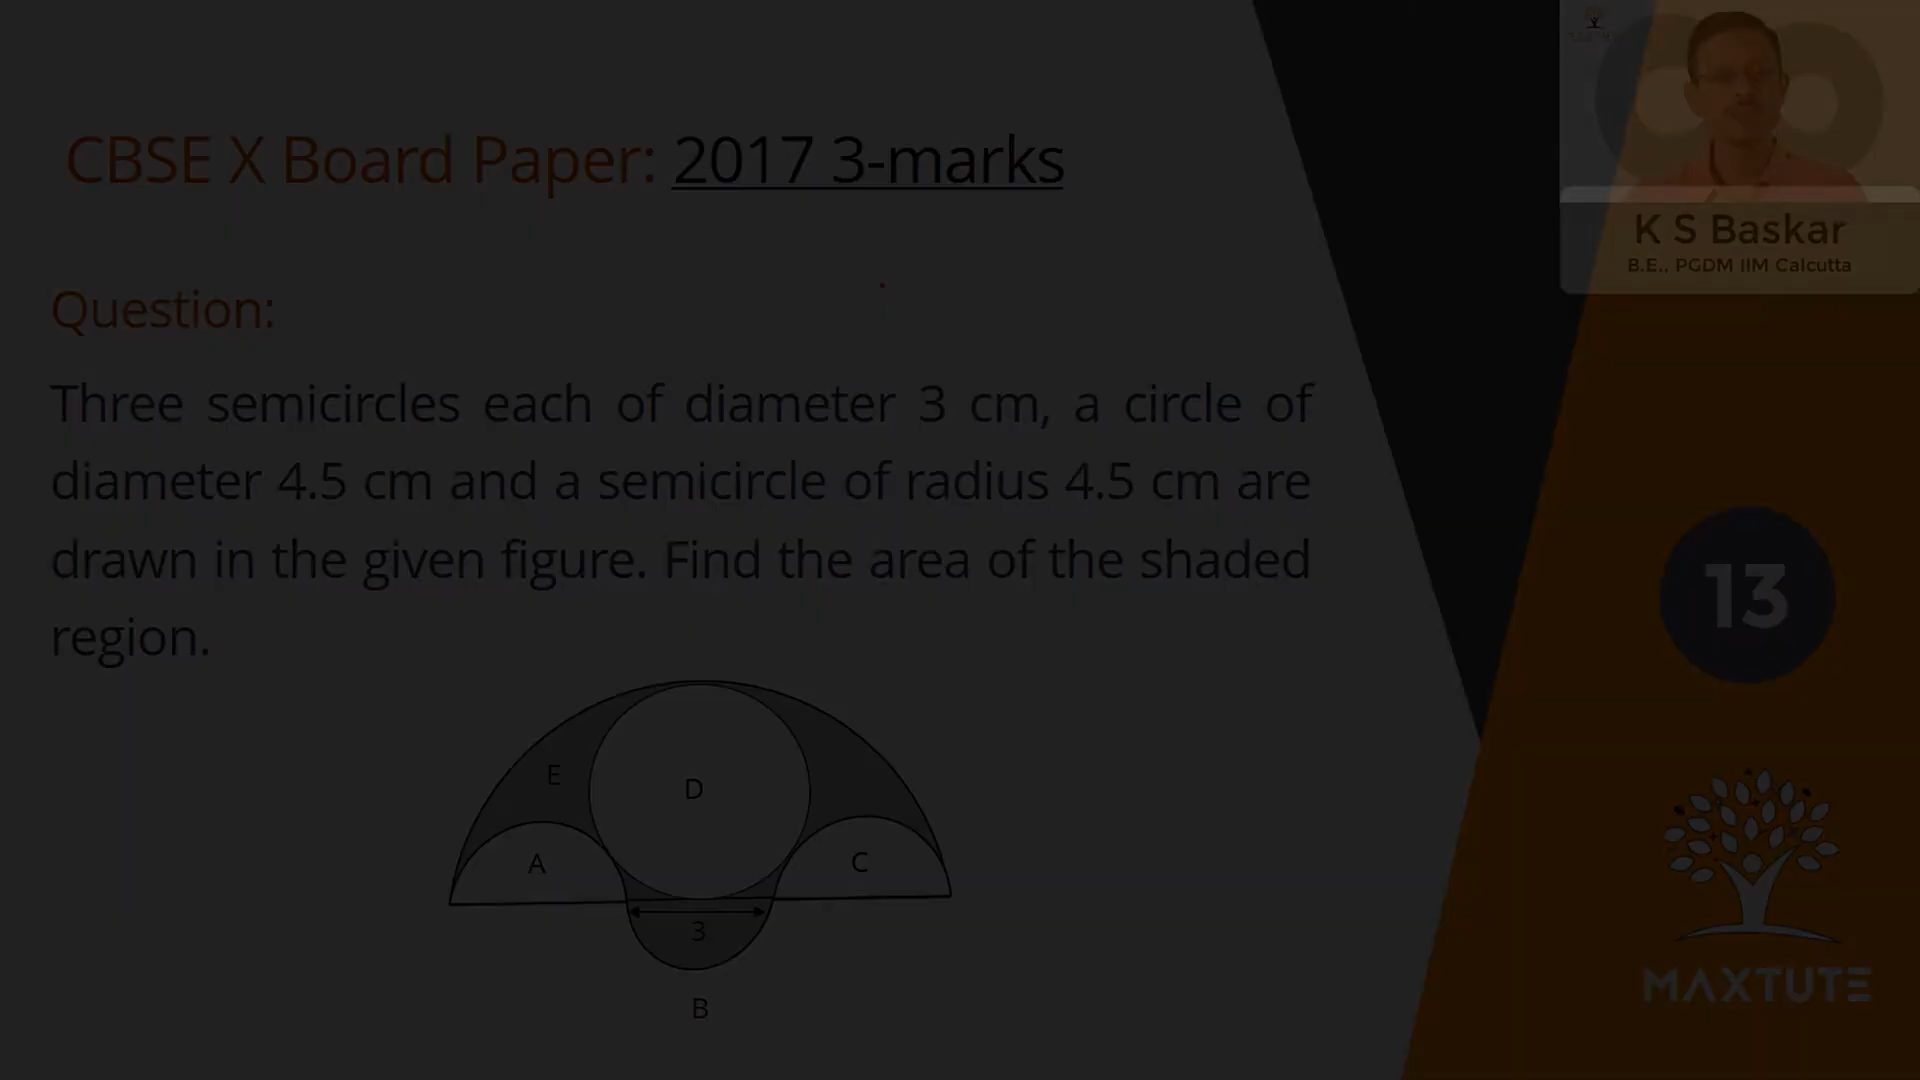 CBSE X Board Paper: 2017 3-marks
K S Baskar
B.E., PGDM IIM Calcutta
Question:
Three semicircles each of diameter 3 cm, a circle of
diameter 4.5 cm and a semicircle of radius 4.5 cm are
drawn in the given figure. Find the area of the shaded
region.
13
E
D
A
C
3
B
MAXTUTE